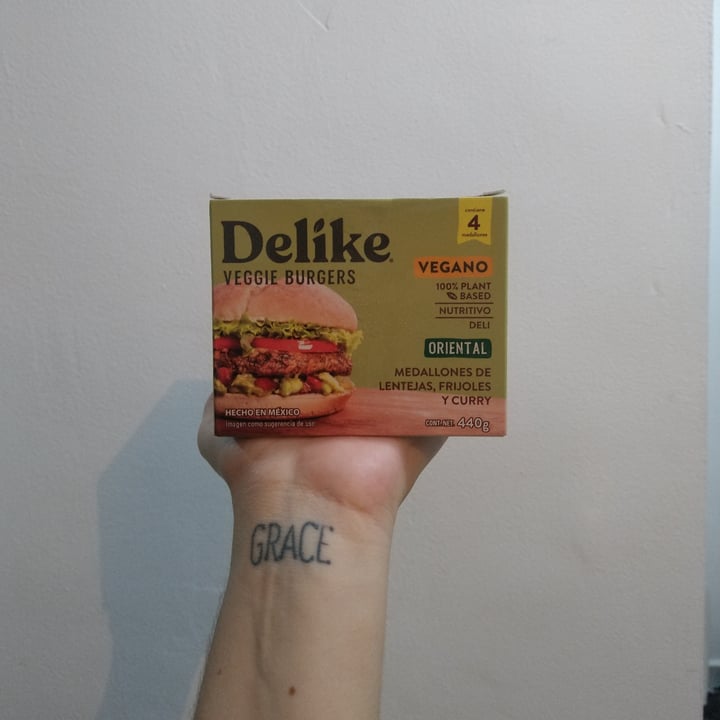 contiene
4
medallones
Delike
VEGGIE BURGERS
VEGANO
100% PLANT
BASED
NUTRITIVO
DELI
ORIENTAL
MEDALLONES DE
LENTEJAS, FRIJOLES
Y CURRY
HECHO EN MÉXICO
Imagen como sugerencia de uso
CONT. NET. 440g
GRACE